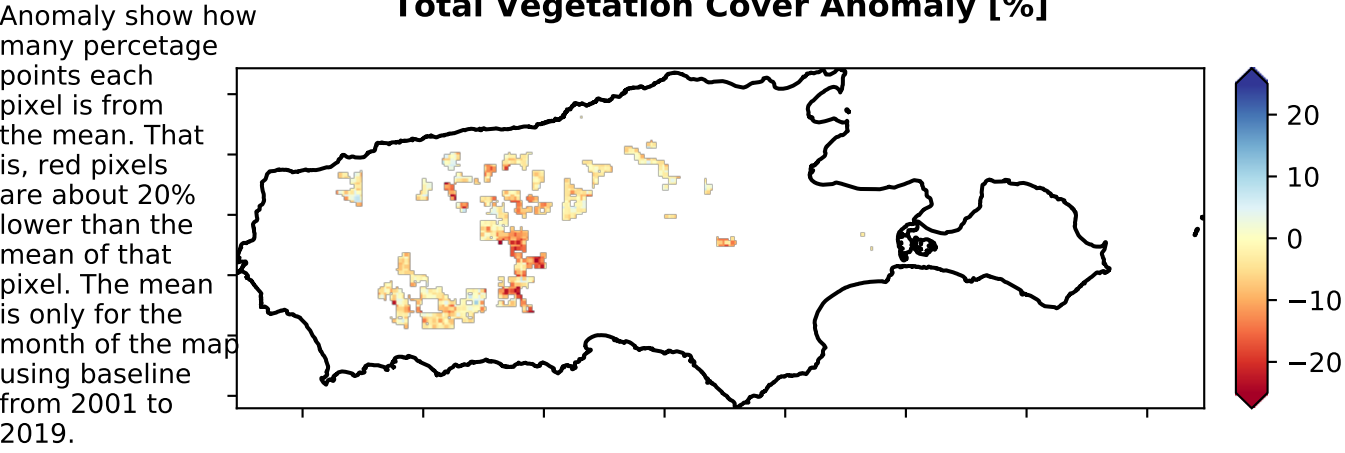 Total Vegetation Cover Anomaly [%]
Anomaly show how
many percetage
points each
pixel is from
the mean. That
is, red pixels
are about 20%
lower than the
mean of that
pixel. The mean
is only for the
month of the map
using baseline
from 2001 to
2019.
20
10
0
−10
−20